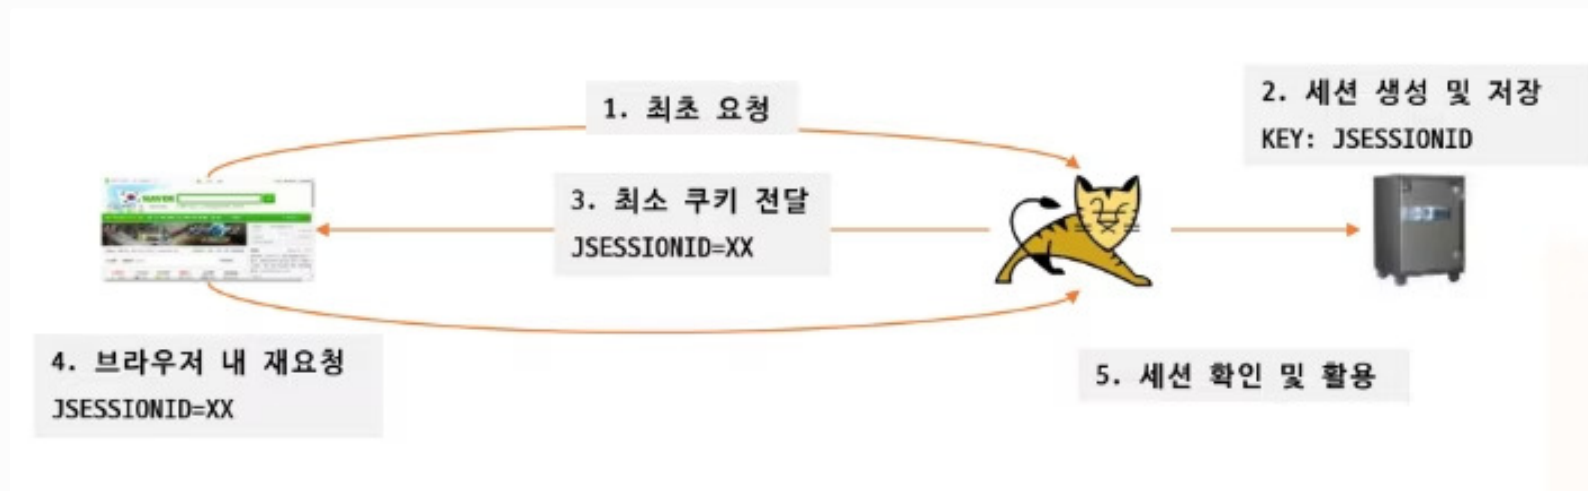 1. 최초 요청
2. 세션 생성 및 저장
KEY: JSESSIONID
3. 최소 쿠키 전달
JSESSIONID=XX
NAVER
4. 브라우저 내 재요청
JSESSIONID=XX
5. 세션 확인 및 활용